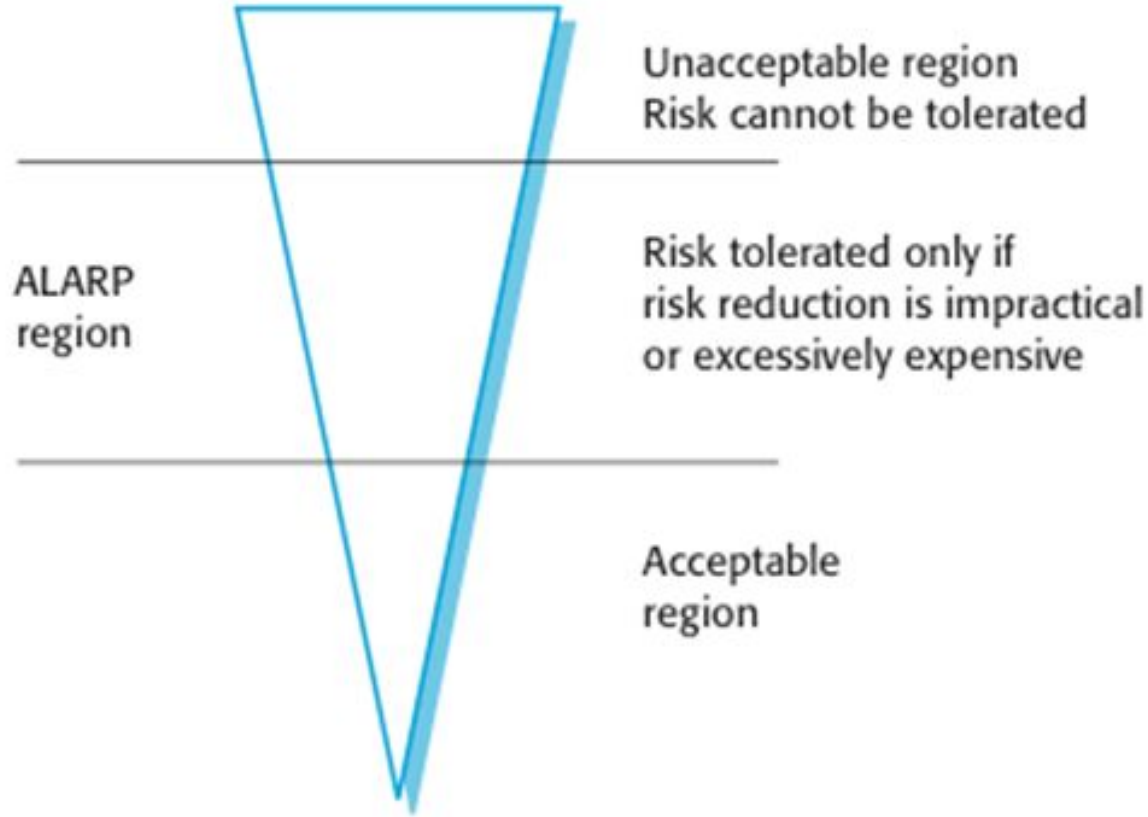 Unacceptable region
Risk cannot be tolerated
ALARP
region
Risk tolerated only if
risk reduction is impractical
or excessively expensive
Acceptable
region